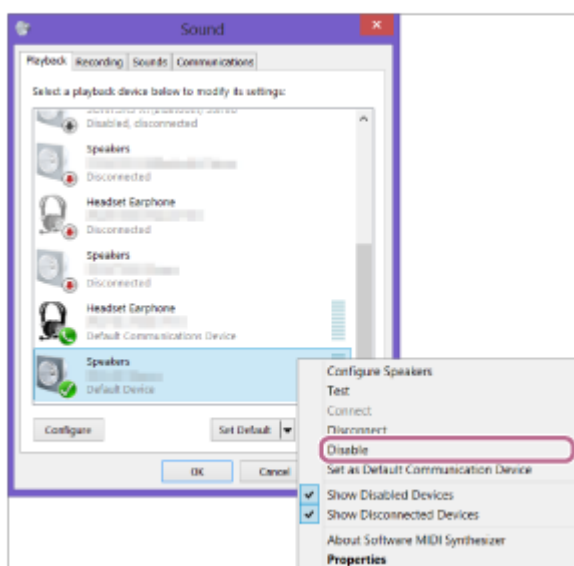 Sound
Playback Recording Sounds Communications
Select a playback device below to modify its settings:
Disabled, disconnected
Speakers
Disconnected
Headset Earphone
Disconnected
Speakers
Disconnected
Headset Earphone
Default Communications Device
Speakers
Default Device
Configure Set Default
OK Cancel
Configure Speakers
Test
Connect
Disconnect
Disable
Set as Default Communication Device
Show Disabled Devices
Show Disconnected Devices
About Software MIDI Synthesizer
Properties